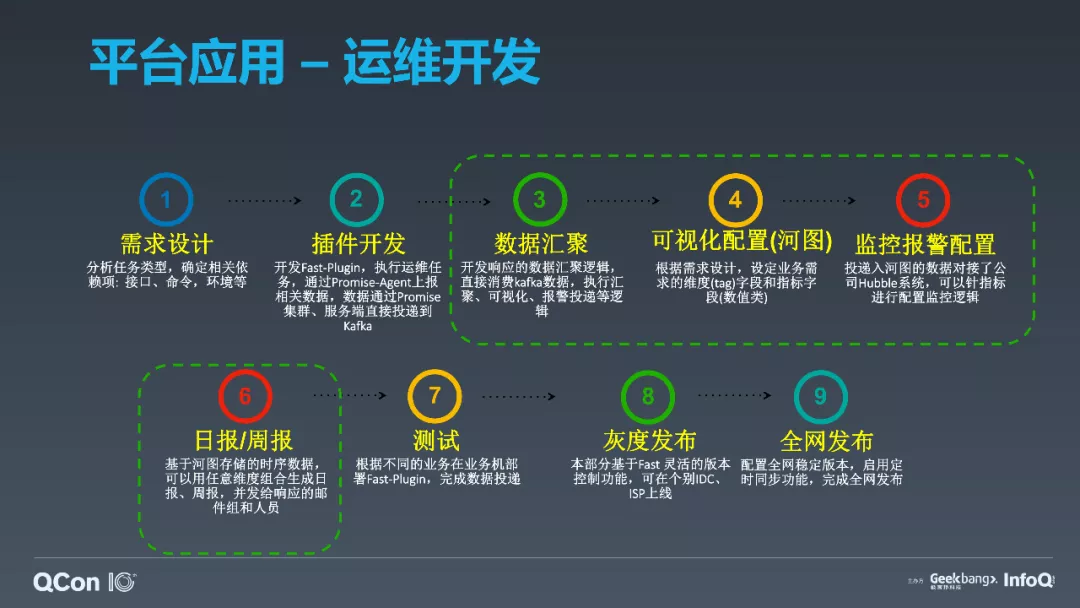 平台应用 – 运维开发
1
需求设计
分析任务类型，确定相关依
赖项: 接口、命令，环境等
2
插件开发
开发Fast-Plugin，执行运维任
务，通过Promise-Agent上报
相关数据，数据通过Promise
集群、服务端直接投递到
Kafka
3
数据汇聚
开发响应的数据汇聚逻辑，
直接消费kafka数据，执行汇
聚、可视化、报警投递等逻
辑
4
可视化配置(河图)
根据需求设计，设定业务需
求的维度(tag)字段和指标字
段(数值类)
5
监控报警配置
投递入河图的数据对接了公
司Hubble系统，可以针指标
进行配置监控逻辑
6
日报/周报
基于河图存储的时序数据，
可以用任意维度组合生成日
报、周报，并发给响应的邮
件组和人员
7
测试
根据不同的业务在业务机部
署Fast-Plugin，完成数据投递
8
灰度发布
本部分基于Fast 灵活的版本
控制功能，可在个别IDC、
ISP上线
9
全网发布
配置全网稳定版本，启用定
时同步功能，完成全网发布
QCon 10
主办方 Geekbang> InfoQ
极客邦科技